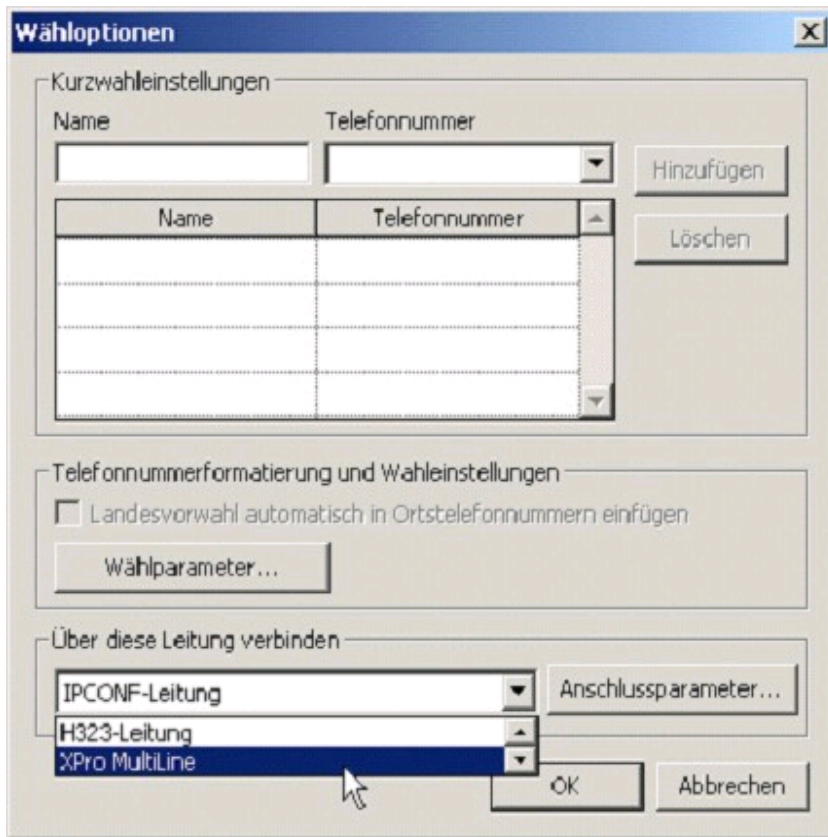 Wähloptionen
Kurzwahleinstellungen
Name Telefonnummer
Hinzufügen
Name Telefonnummer
Löschen
Telefonnummerformatierung und Wahleinstellungen
Landesvorwahl automatisch in Ortstelefonnummern einfügen
Wählparameter...
Über diese Leitung verbinden
IPCONF-Leitung Anschlussparameter...
H323-Leitung
XPro MultiLine
OK Abbrechen